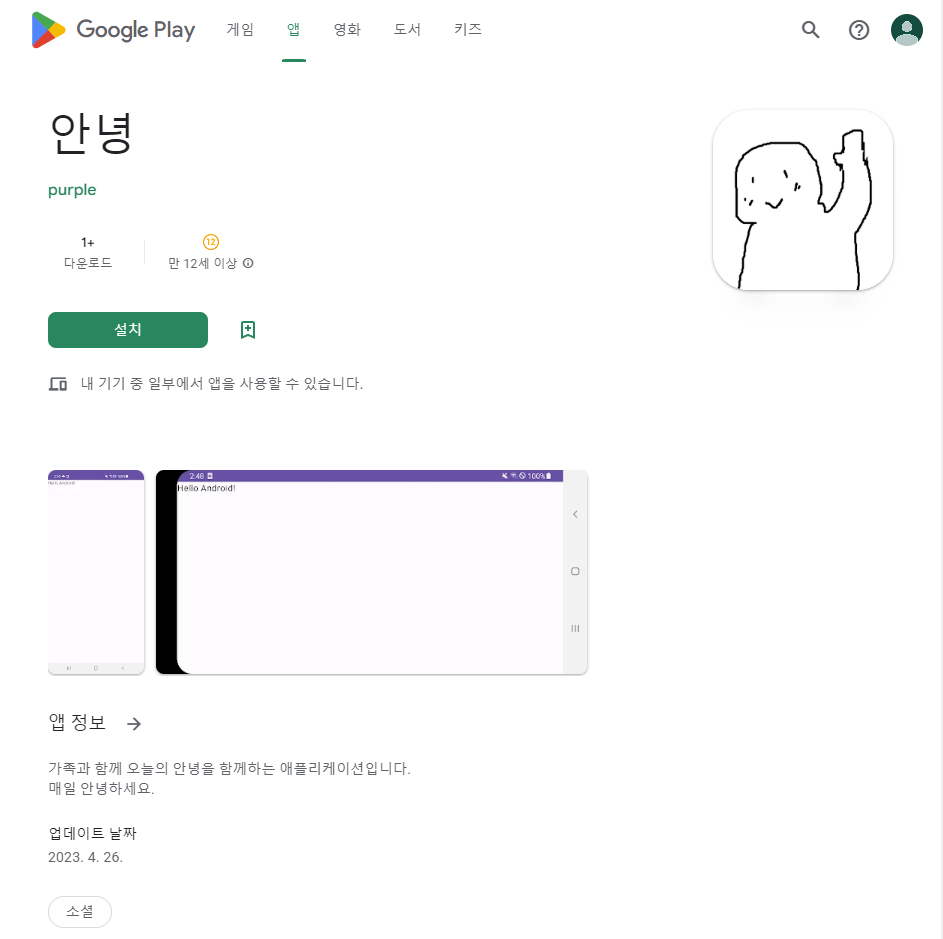 Google Play 게임 앱 영화 도서 키즈
안녕
purple
1+
다운로드
12
만 12세 이상
설치
내 기기 중 일부에서 앱을 사용할 수 있습니다.
2:48 100%
Hello Android!
2:48 100%
Hello Android!
앱 정보
가족과 함께 오늘의 안녕을 함께하는 애플리케이션입니다.
매일 안녕하세요.
업데이트 날짜
2023. 4. 26.
소셜